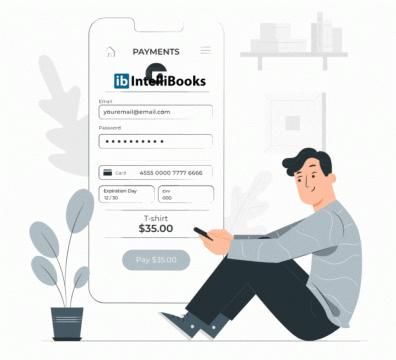 PAYMENTS
ib IntelliBooks
Email
youremail@email.com
Password
Card 4555 0000 7777 6666
Expiration Day
12 / 30
CVV
000
T-shirt
$35.00
Pay $35.00